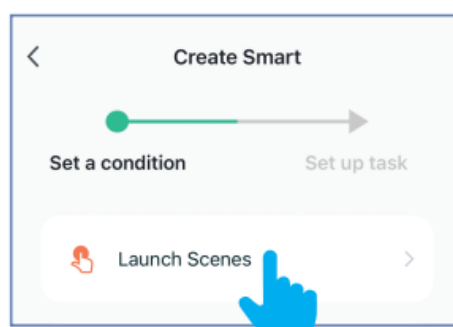 Create Smart
Set a condition Set up task
Launch Scenes